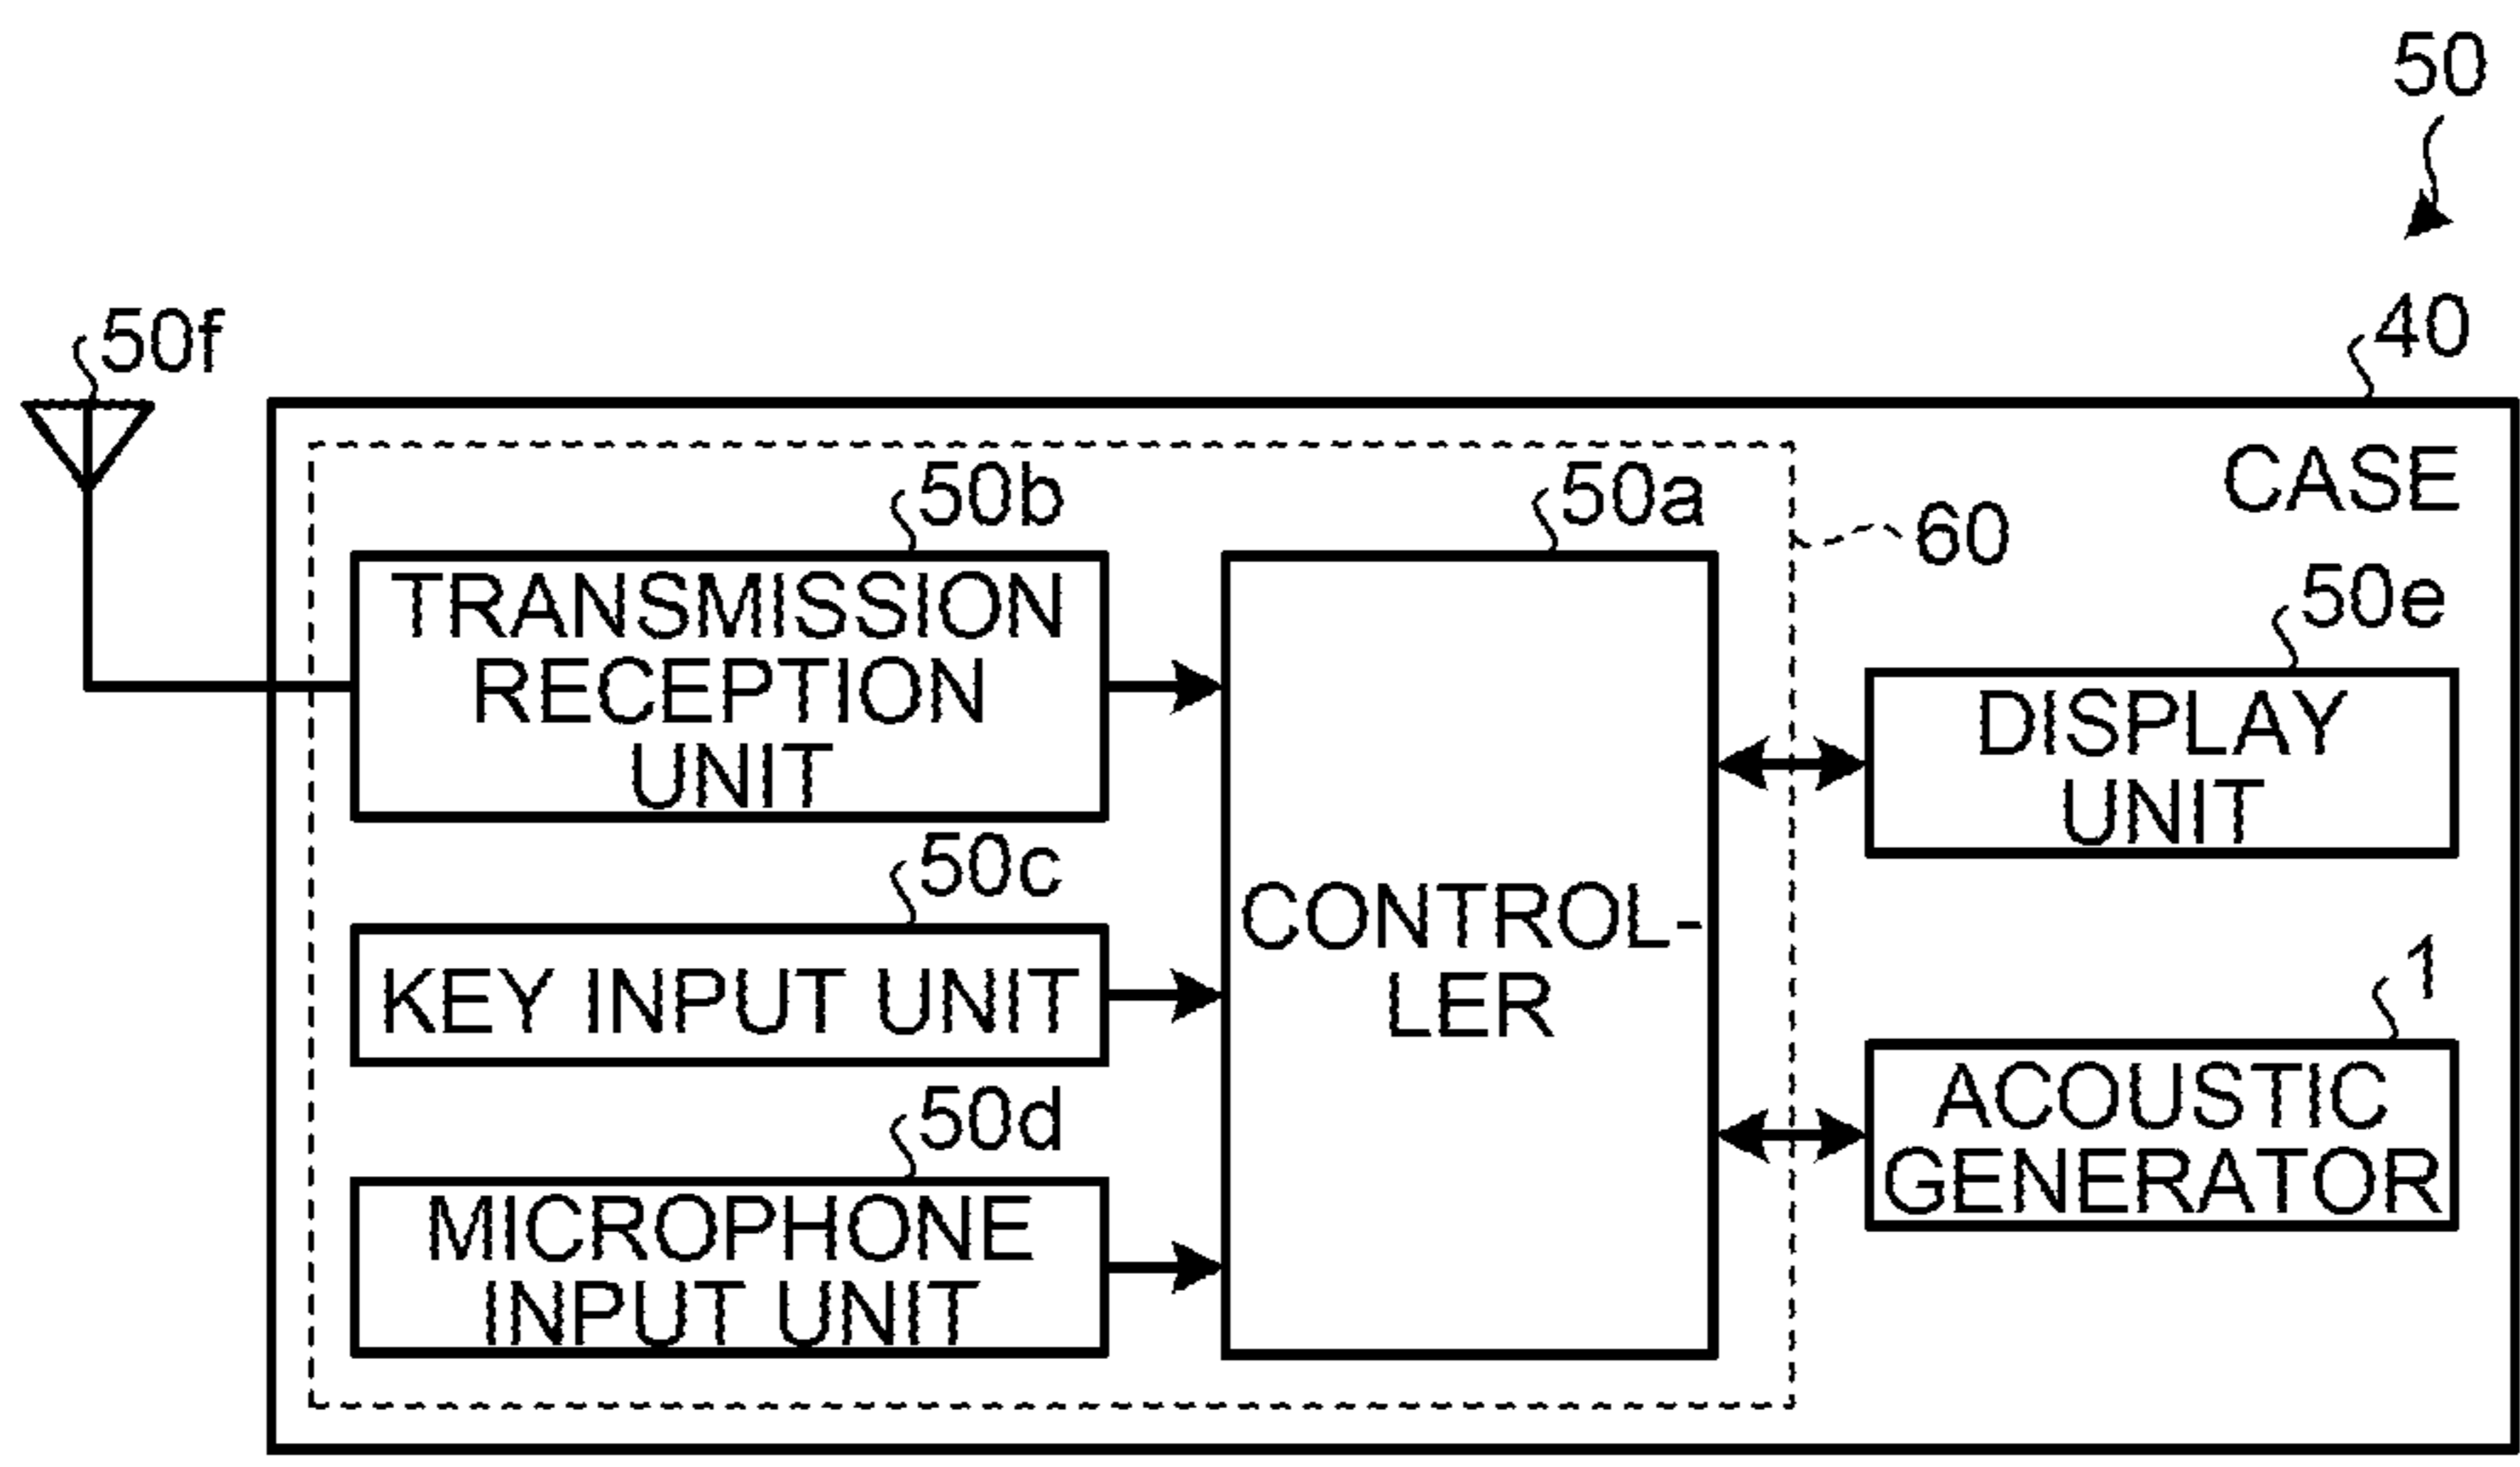 50
50f
40
CASE
50b
50a
60
TRANSMISSION
RECEPTION
UNIT
50e
DISPLAY
UNIT
50c
KEY INPUT UNIT
CONTROL-
LER
1
ACOUSTIC
GENERATOR
50d
MICROPHONE
INPUT UNIT